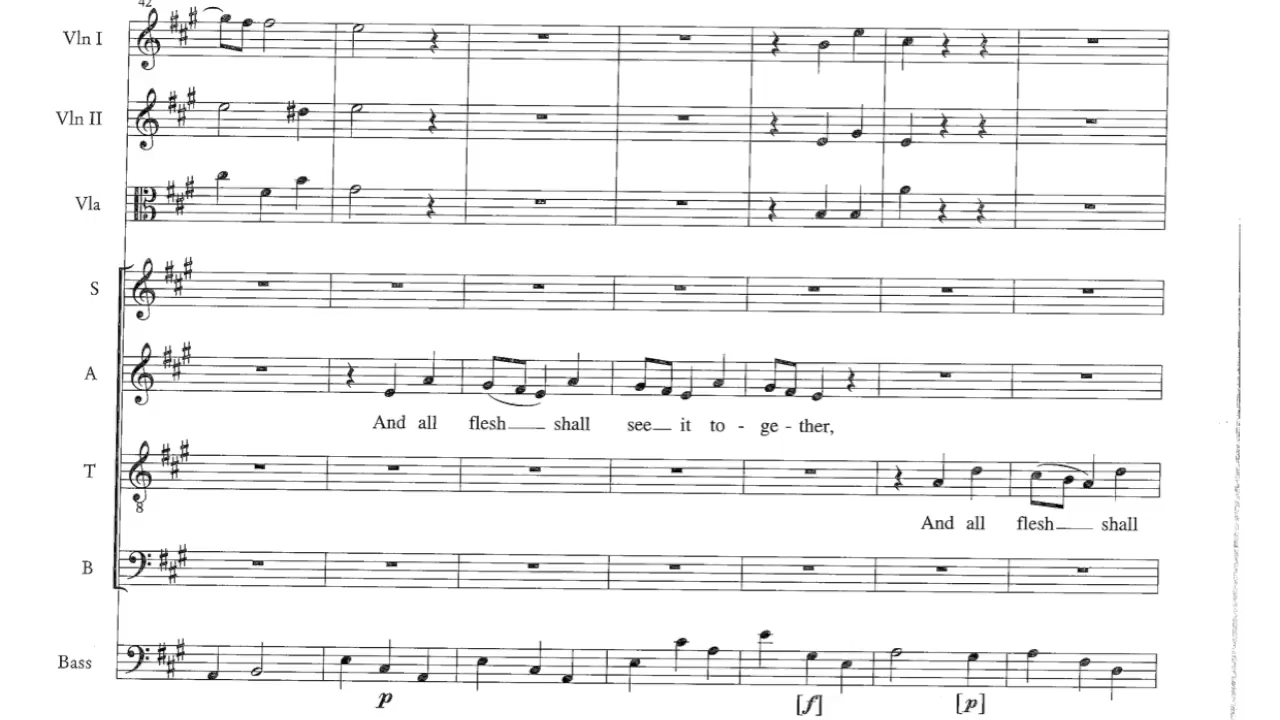 42
Vln I
Vln II
Vla
S
A
And all flesh shall see it to - ge - ther,
T
8
And all flesh shall
B
Bass
p [f] [p]